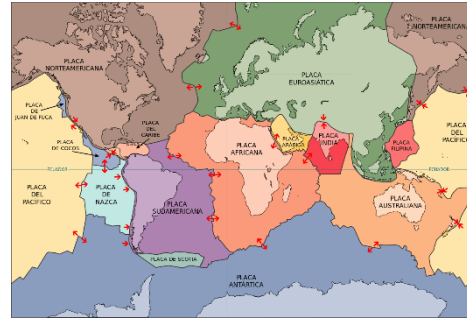 PLACA
NORTEAMERICANA
PLACA
NORTEAMERICANA
PLACA
EUROASIÁTICA
PLACA
DE
JUAN DE FUCA
PLACA
DEL
CARIBE
PLACA
DE COCOS
PLACA
ARÁBIGA
PLACA
INDIA
PLACA
AFRICANA
PLACA
FILIPINA
PLACA
DEL
PACÍFICO
ECUADOR
ECUADOR
PLACA
DEL
PACÍFICO
PLACA
DE
NAZCA
PLACA
SUDAMERICANA
PLACA
AUSTRALIANA
PLACA DE SCOTIA
PLACA
ANTÁRTICA